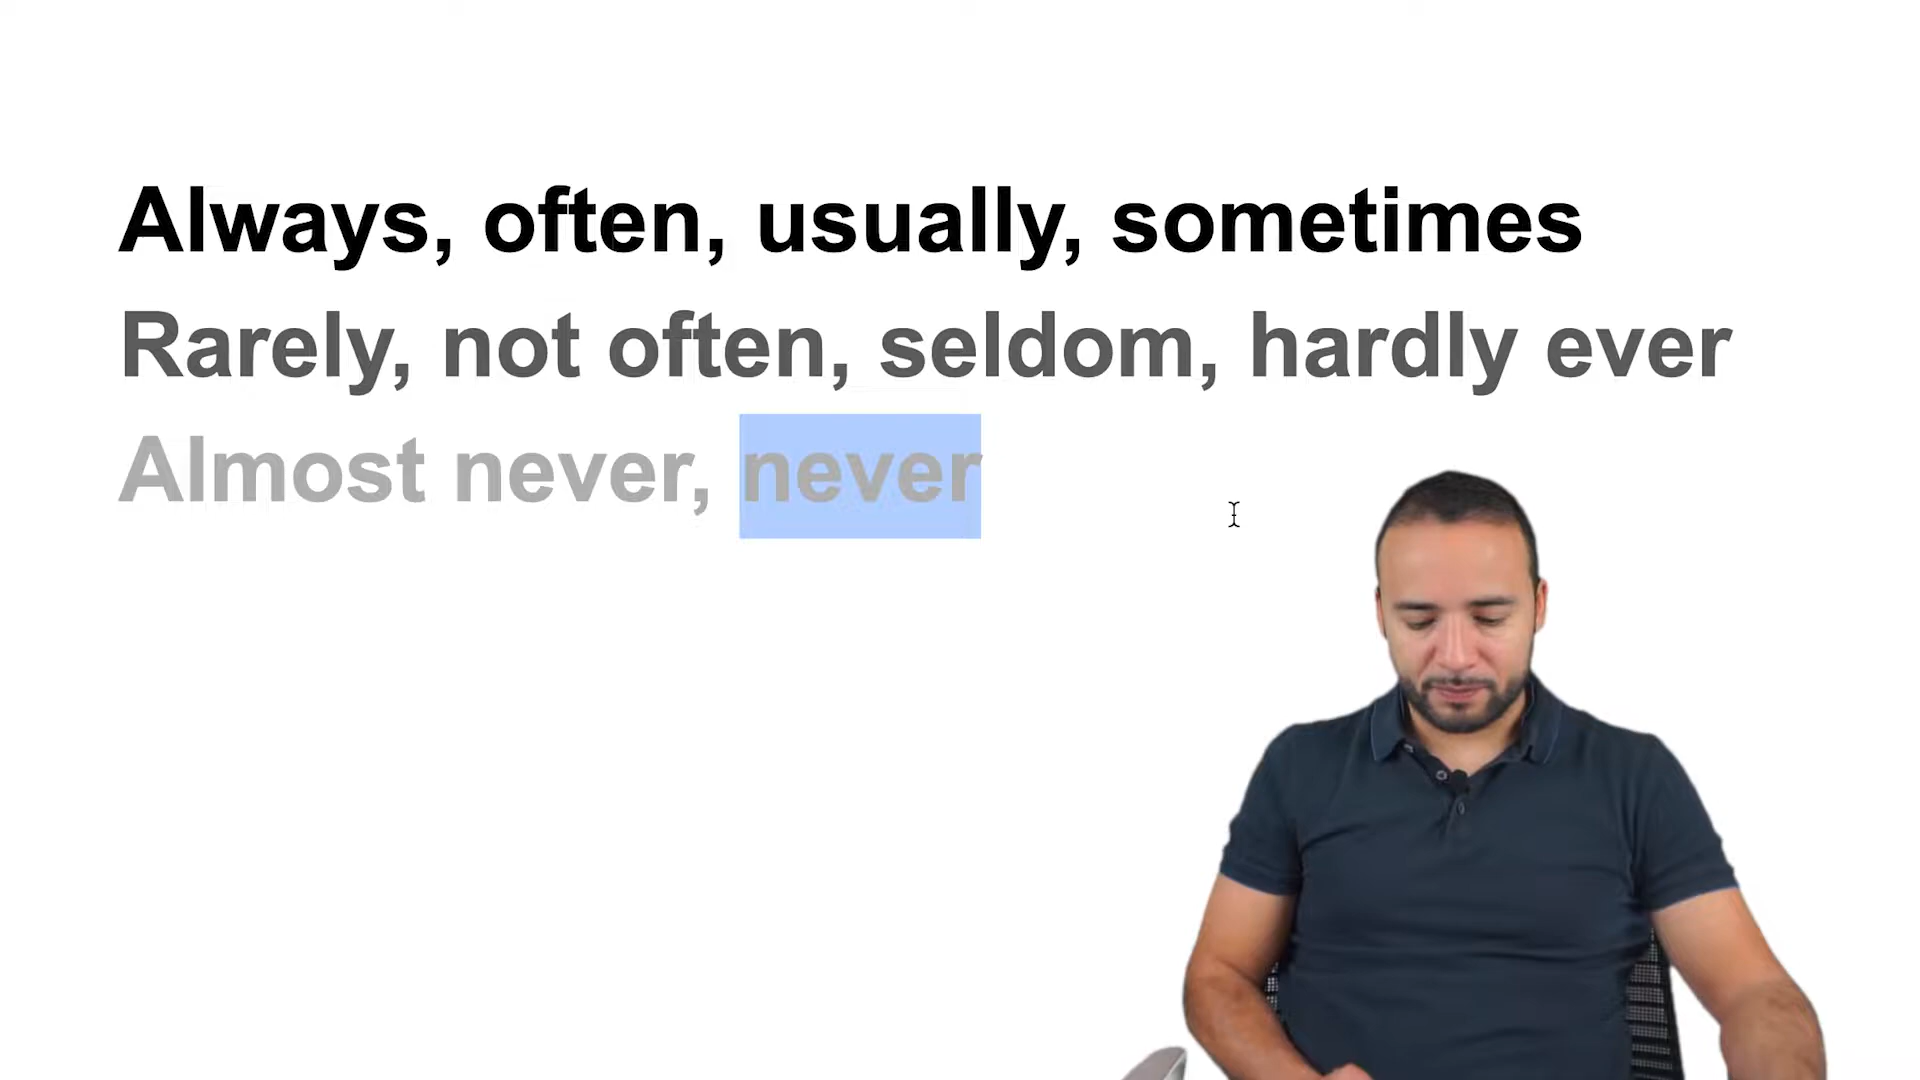 Always, often, usually, sometimes
Rarely, not often, seldom, hardly ever
Almost never, never